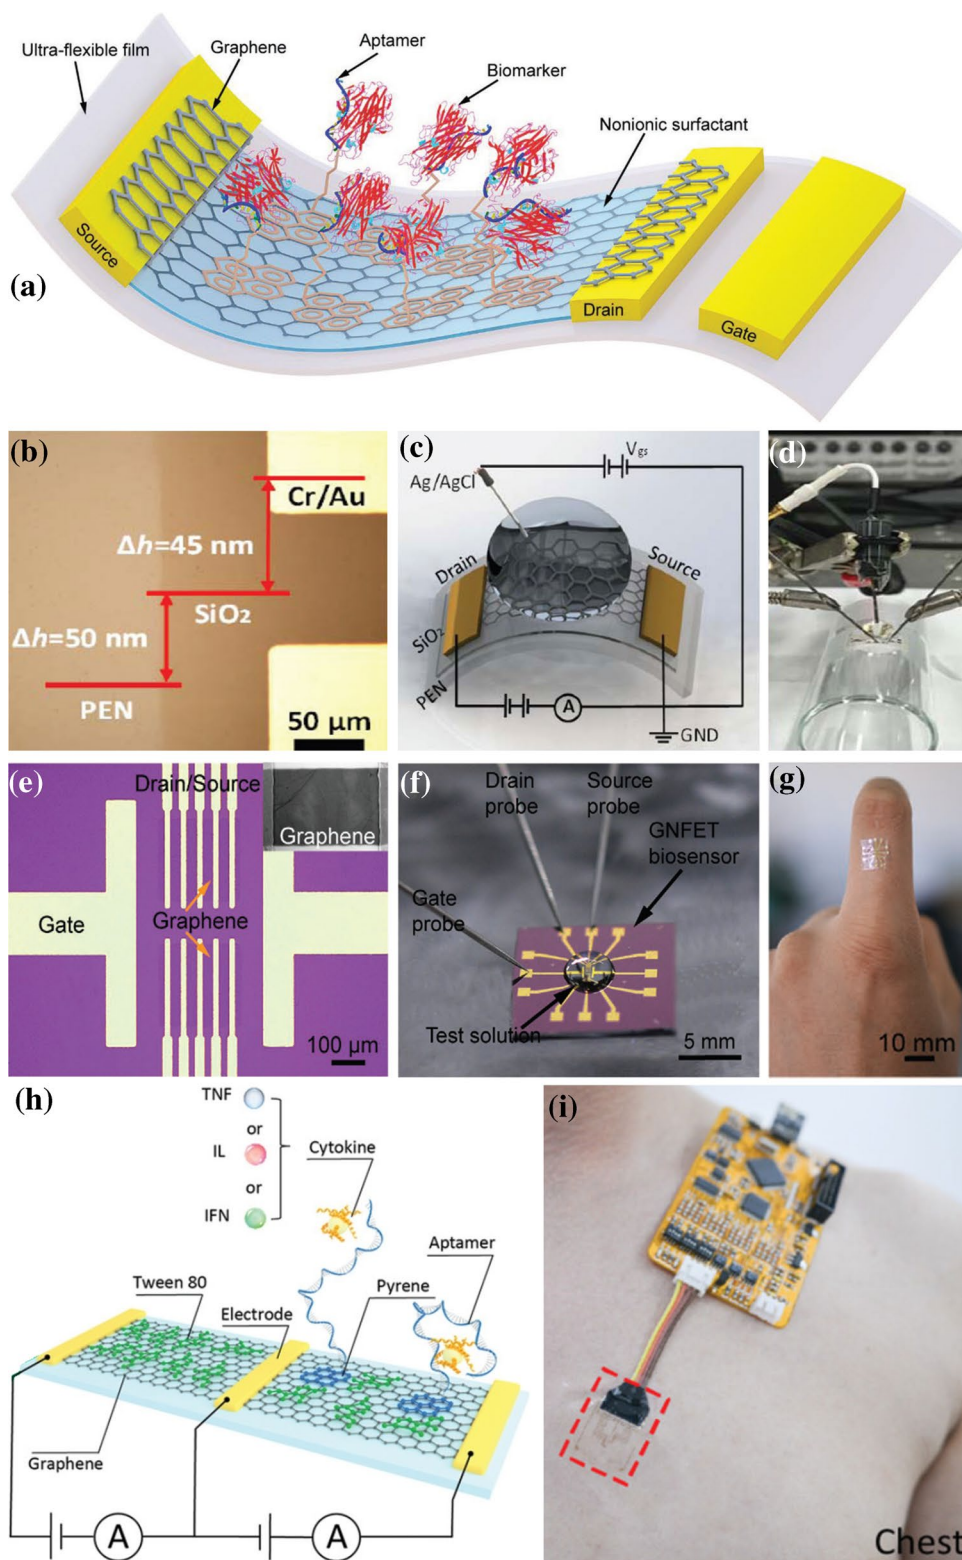 Ultra-flexible film
Graphene
Aptamer
Biomarker
Nonionic surfactant
Source
Drain
Gate
(a)
(b)
Cr/Au
Δh=45 nm
SiO₂
Δh=50 nm
PEN
50 µm
(c)
Vgs
Ag/AgCl
Drain
Source
SiO₂
PEN
A
GND
(d)
(e)
Drain/Source
Graphene
Gate
Graphene
100 µm
(f)
Drain
probe
Source
probe
GNFET
biosensor
Gate
probe
Test solution
5 mm
(g)
10 mm
(h)
TNF
or
IL
or
IFN
Cytokine
Aptamer
Tween 80
Pyrene
Electrode
Graphene
A
A
(i)
Chest